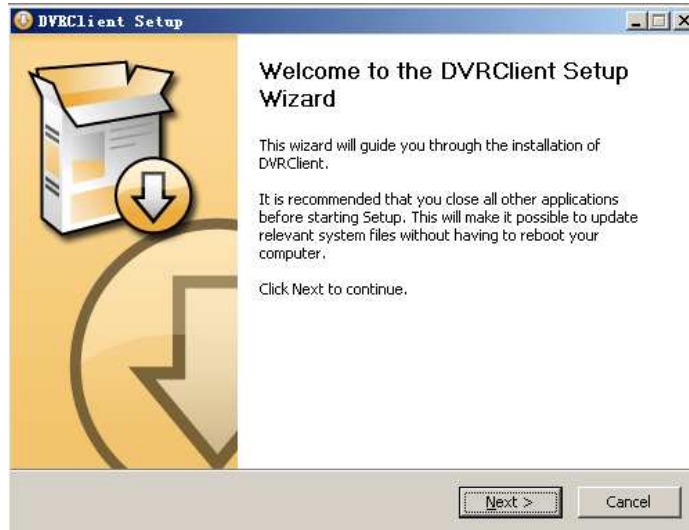 DVRClient Setup
Welcome to the DVRClient Setup
Wizard
This wizard will guide you through the installation of
DVRClient.
It is recommended that you close all other applications
before starting Setup. This will make it possible to update
relevant system files without having to reboot your
computer.
Click Next to continue.
Next >
Cancel